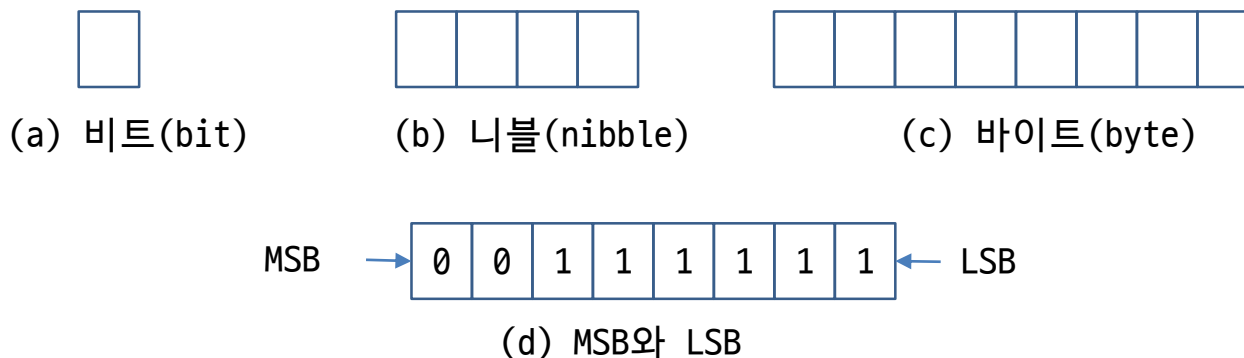 (a) 비트(bit) (b) 니블(nibble) (c) 바이트(byte)
MSB 0 0 1 1 1 1 1 1 LSB
(d) MSB와 LSB